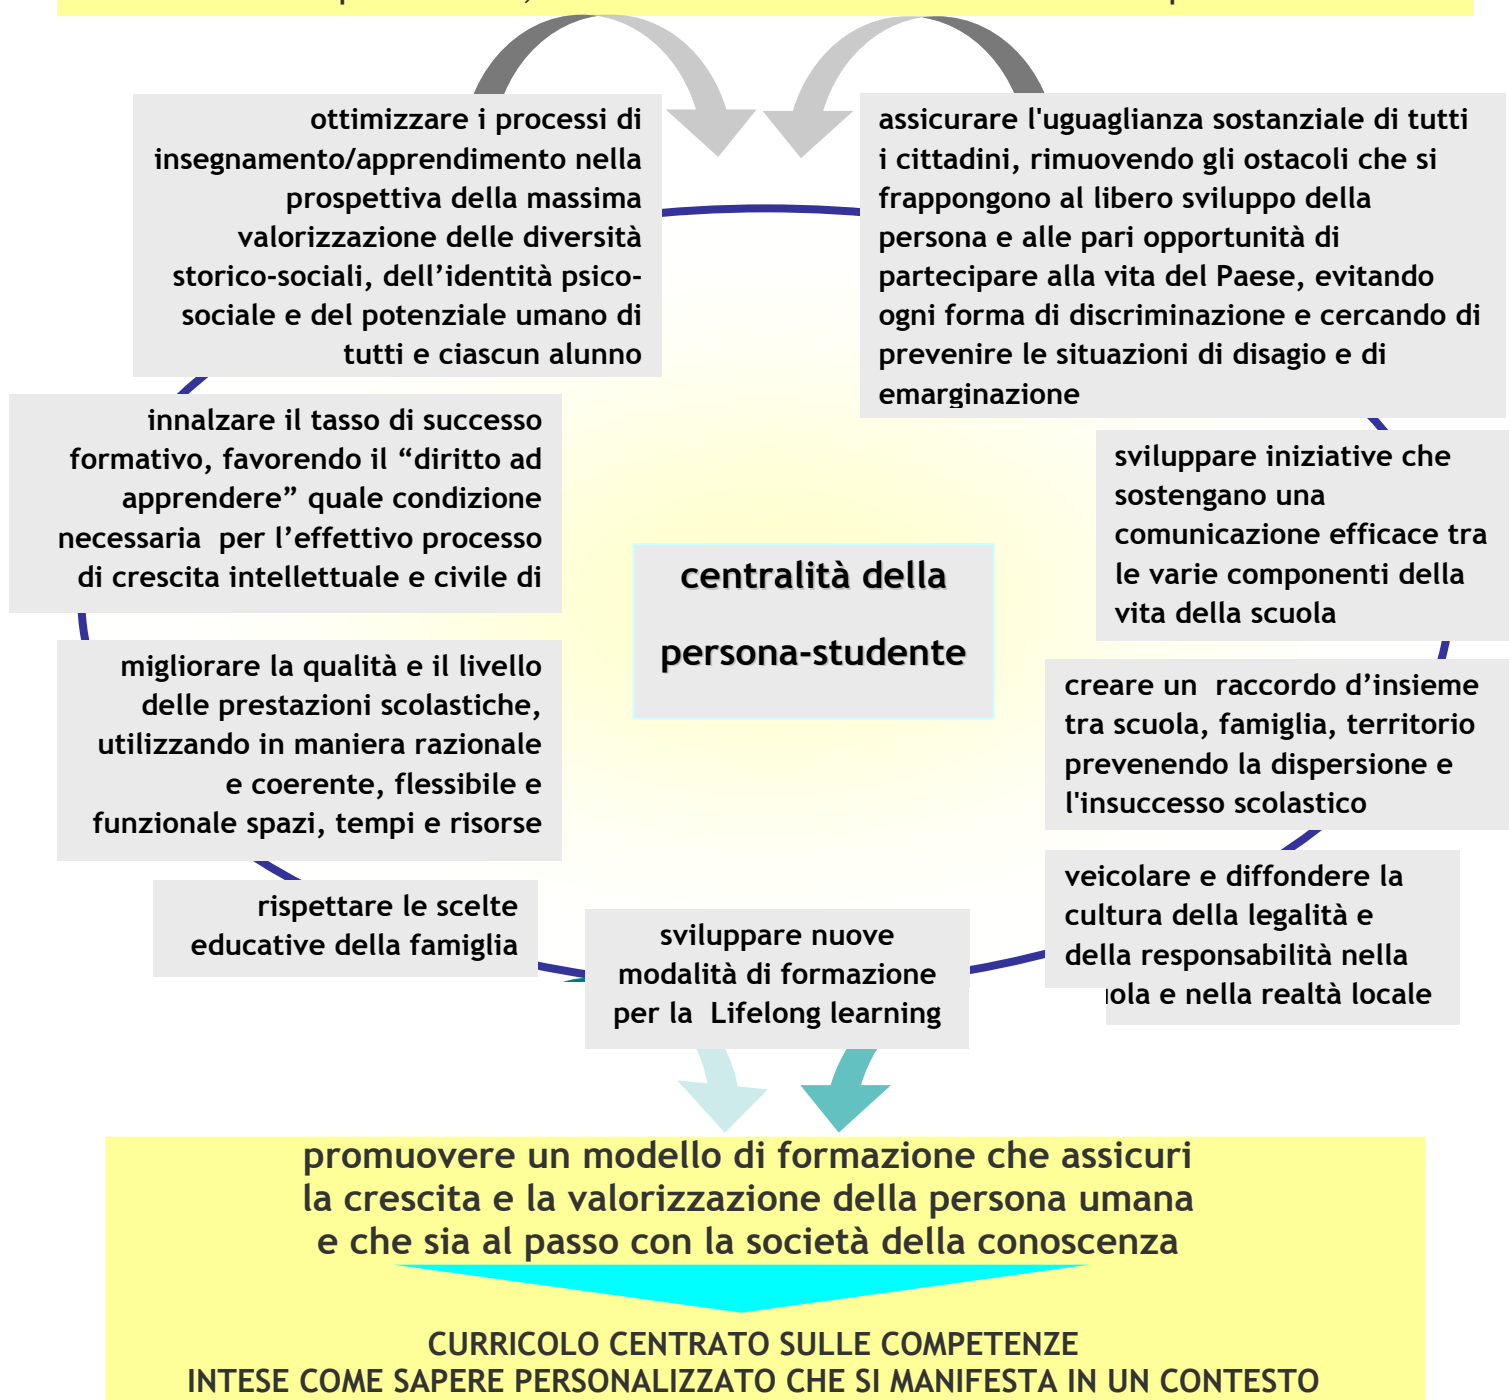 ottimizzare i processi di
insegnamento/apprendimento nella
prospettiva della massima
valorizzazione delle diversità
storico-sociali, dell’identità psico-
sociale e del potenziale umano di
tutti e ciascun alunno
assicurare l'uguaglianza sostanziale di tutti
i cittadini, rimuovendo gli ostacoli che si
frappongono al libero sviluppo della
persona e alle pari opportunità di
partecipare alla vita del Paese, evitando
ogni forma di discriminazione e cercando di
prevenire le situazioni di disagio e di
emarginazione
innalzare il tasso di successo
formativo, favorendo il “diritto ad
apprendere” quale condizione
necessaria per l’effettivo processo
di crescita intellettuale e civile di
sviluppare iniziative che
sostengano una
comunicazione efficace tra
le varie componenti della
vita della scuola
centralità della
persona-studente
migliorare la qualità e il livello
delle prestazioni scolastiche,
utilizzando in maniera razionale
e coerente, flessibile e
funzionale spazi, tempi e risorse
creare un raccordo d’insieme
tra scuola, famiglia, territorio
prevenendo la dispersione e
l'insuccesso scolastico
rispettare le scelte
educative della famiglia
sviluppare nuove
modalità di formazione
per la Lifelong learning
veicolare e diffondere la
cultura della legalità e
della responsabilità nella
e nella realtà locale
promuovere un modello di formazione che assicuri
la crescita e la valorizzazione della persona umana
e che sia al passo con la società della conoscenza
CURRICOLO CENTRATO SULLE COMPETENZE
INTESE COME SAPERE PERSONALIZZATO CHE SI MANIFESTA IN UN CONTESTO